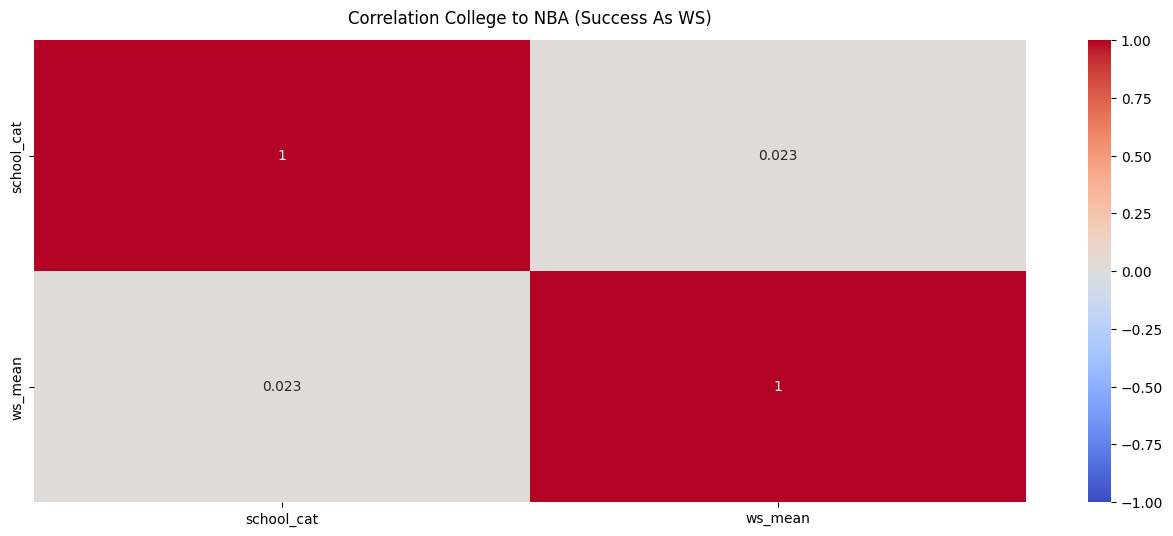 Correlation College to NBA (Success As WS)
school_cat
1
0.023
ws_mean
0.023
1
school_cat
ws_mean
1.00
0.75
0.50
0.25
0.00
−0.25
−0.50
−0.75
−1.00